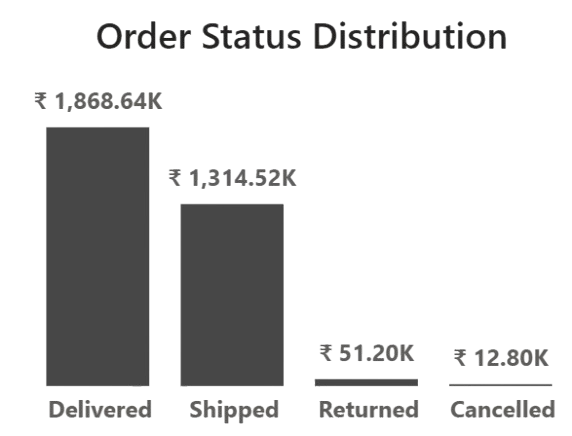 Order Status Distribution
₹ 1,868.64K
₹ 1,314.52K
₹ 51.20K
₹ 12.80K
Delivered
Shipped
Returned
Cancelled